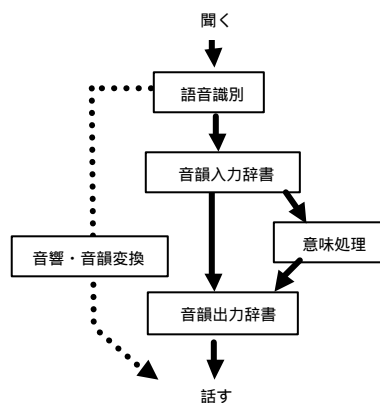 聞く
語音識別
音韻入力辞書
意味処理
音響・音韻変換
音韻出力辞書
話す